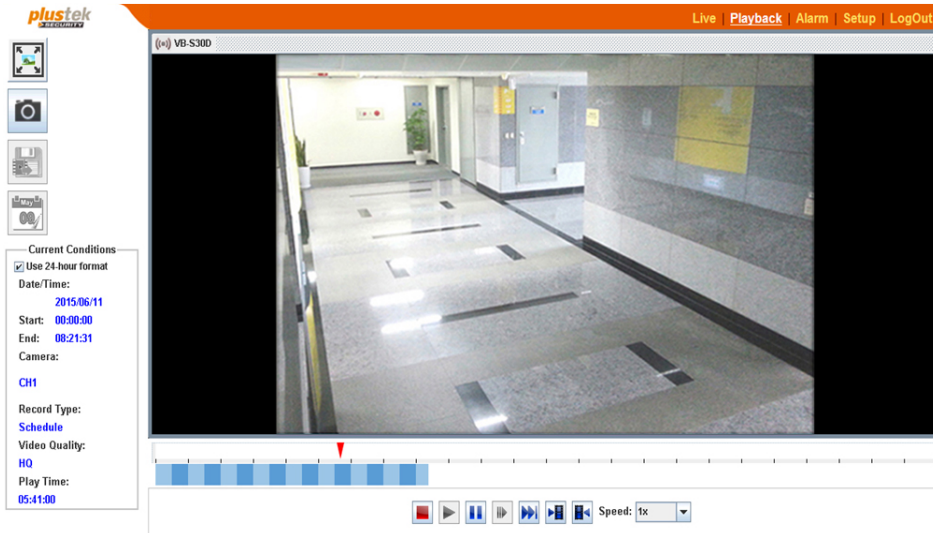 plustek
SECURITY
Live | Playback | Alarm | Setup | LogOut
VB-S30D
May
Current Conditions
Use 24-hour format
Date/Time:
2015/06/11
Start: 00:00:00
End: 08:21:31
Camera:
CH1
Record Type:
Schedule
Video Quality:
HQ
Play Time:
05:41:00
Speed: 1x